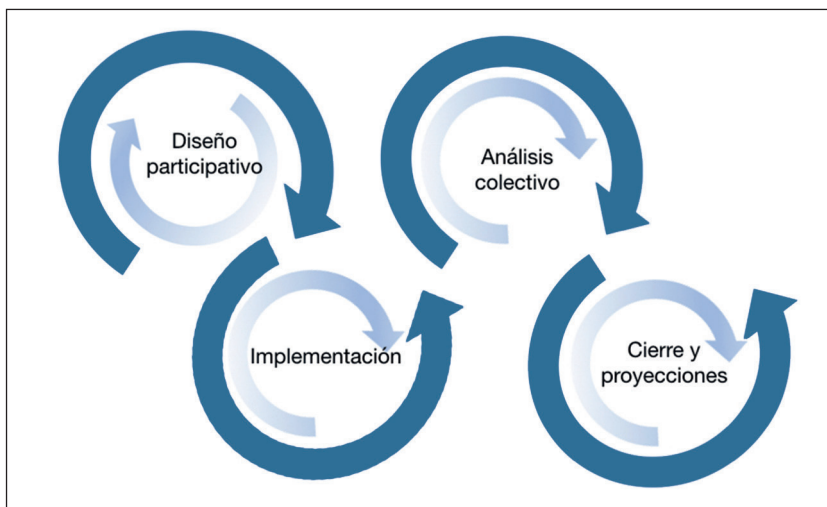 Diseño
participativo
Implementación
Análisis
colectivo
Cierre y
proyecciones